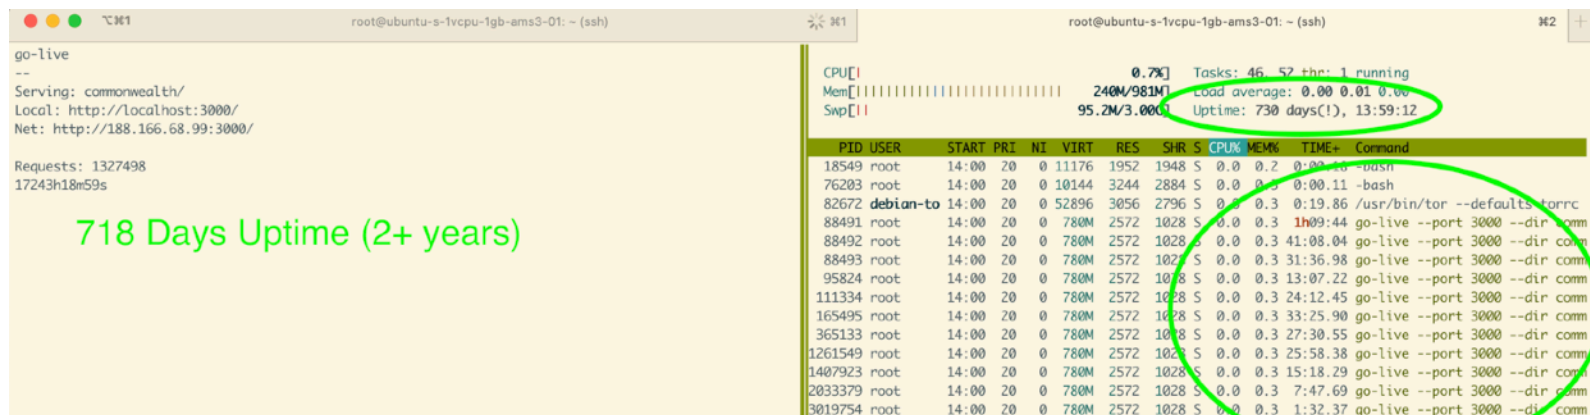 ⌥⌘1
root@ubuntu-s-1vcpu-1gb-ams3-01: ~ (ssh)
⌘1
root@ubuntu-s-1vcpu-1gb-ams3-01: ~ (ssh)
⌘2
+
go-live
--
Serving: commonwealth/
Local: http://localhost:3000/
Net: http://188.166.68.99:3000/
Requests: 1327498
17243h18m59s
718 Days Uptime (2+ years)
CPU[| 0.7%] Tasks: 46, 52 thr: 1 running
Mem[||||||||||||||||||||||||||| 240M/981M] Load average: 0.00 0.01 0.00
Swp[|| 95.2M/3.00G] Uptime: 730 days(!), 13:59:12
PID USER START PRI NI VIRT RES SHR S CPU% MEM% TIME+ Command
18549 root 14:00 20 0 11176 1952 1948 S 0.0 0.2 0:00.16 -bash
76203 root 14:00 20 0 10144 3244 2884 S 0.0 0.3 0:00.11 -bash
82672 debian-to 14:00 20 0 52896 3056 2796 S 0.0 0.3 0:19.86 /usr/bin/tor --defaults-torrc
88491 root 14:00 20 0 780M 2572 1028 S 0.0 0.3 1h09:44 go-live --port 3000 --dir comm
88492 root 14:00 20 0 780M 2572 1028 S 0.0 0.3 41:08.04 go-live --port 3000 --dir comm
88493 root 14:00 20 0 780M 2572 1028 S 0.0 0.3 31:36.98 go-live --port 3000 --dir comm
95824 root 14:00 20 0 780M 2572 1028 S 0.0 0.3 13:07.22 go-live --port 3000 --dir comm
111334 root 14:00 20 0 780M 2572 1028 S 0.0 0.3 24:12.45 go-live --port 3000 --dir comm
165495 root 14:00 20 0 780M 2572 1028 S 0.0 0.3 33:25.90 go-live --port 3000 --dir comm
365133 root 14:00 20 0 780M 2572 1028 S 0.0 0.3 27:30.55 go-live --port 3000 --dir comm
1261549 root 14:00 20 0 780M 2572 1028 S 0.0 0.3 25:58.38 go-live --port 3000 --dir comm
1407923 root 14:00 20 0 780M 2572 1028 S 0.0 0.3 15:18.29 go-live --port 3000 --dir comm
2033379 root 14:00 20 0 780M 2572 1028 S 0.0 0.3 7:47.69 go-live --port 3000 --dir comm
3019754 root 14:00 20 0 780M 2572 1028 S 0.0 0.3 1:32.37 go-live --port 3000 --dir comm